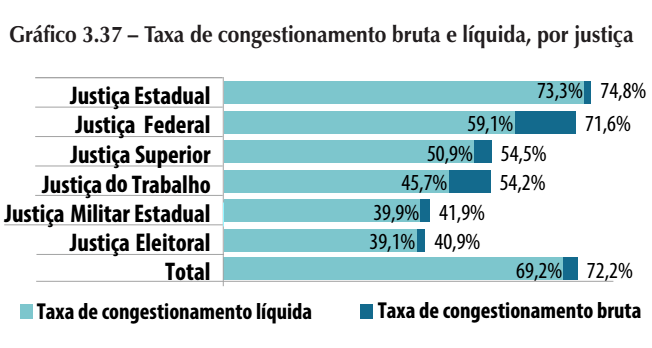 Gráfico 3.37 – Taxa de congestionamento bruta e líquida, por justiça
Justiça Estadual 73,3% 74,8%
Justiça Federal 59,1% 71,6%
Justiça Superior 50,9% 54,5%
Justiça do Trabalho 45,7% 54,2%
Justiça Militar Estadual 39,9% 41,9%
Justiça Eleitoral 39,1% 40,9%
Total 69,2% 72,2%
Taxa de congestionamento líquida Taxa de congestionamento bruta